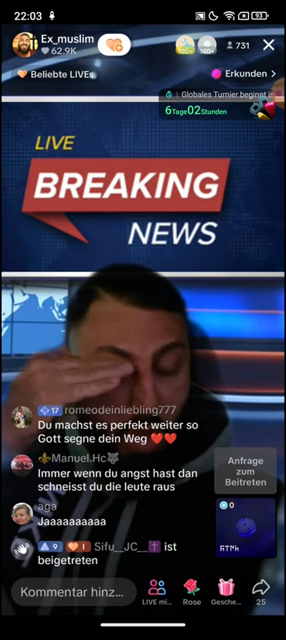 22:03
93
Ex_muslim
62.9K
731
Beliebte LIVEs
Erkunden >
Globales Turnier beginnt in
6Tage02Stunden
LIVE
BREAKING
NEWS
17 romeodeinliebling777
Du machst es perfekt weiter so
Gott segne dein Weg ❤️❤️
⚜Manuel.Hc🐺
Immer wenn du angst hast dan
schneisst du die leute raus
aga
Jaaaaaaaaaa
9 1 Sifu__JC__✝️ ist
beigetreten
Anfrage
zum
Beitreten
0
Kommentar hinz...
LIVE mi...
Rose
Gesche...
25